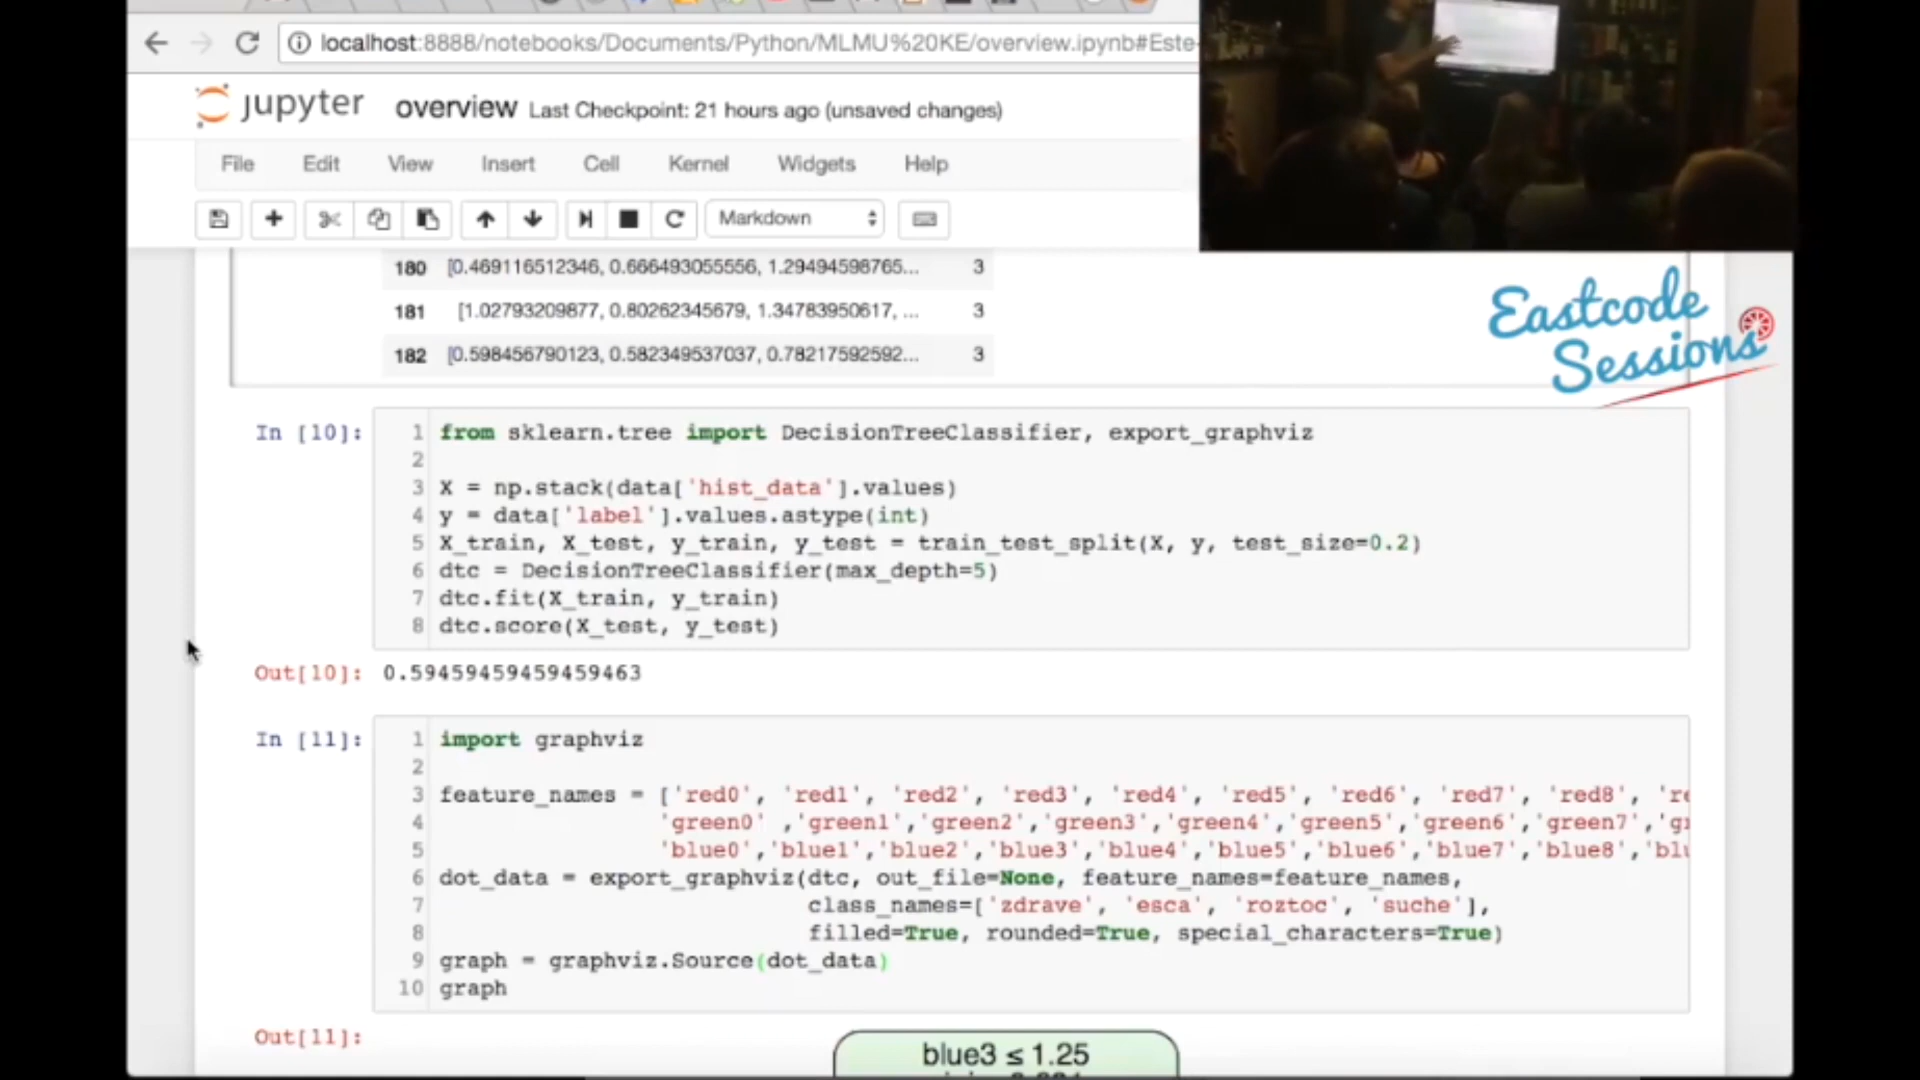 localhost:8888/notebooks/Documents/Python/MLMU%20KE/overview.ipynb#Este-
jupyter overview Last Checkpoint: 21 hours ago (unsaved changes)
File Edit View Insert Cell Kernel Widgets Help
Markdown
180 [0.469116512346, 0.666493055556, 1.29494598765... 3
181 [1.02793209877, 0.80262345679, 1.34783950617, ... 3
182 [0.598456790123, 0.582349537037, 0.78217592592... 3
Eastcode
Sessions
In [10]: 1 from sklearn.tree import DecisionTreeClassifier, export_graphviz
2
3 X = np.stack(data['hist_data'].values)
4 y = data['label'].values.astype(int)
5 X_train, X_test, y_train, y_test = train_test_split(X, y, test_size=0.2)
6 dtc = DecisionTreeClassifier(max_depth=5)
7 dtc.fit(X_train, y_train)
8 dtc.score(X_test, y_test)
Out[10]: 0.59459459459459463
In [11]: 1 import graphviz
2
3 feature_names = ['red0', 'red1', 'red2', 'red3', 'red4', 'red5', 'red6', 'red7', 'red8', 're
4 'green0' ,'green1','green2','green3','green4','green5','green6','green7','g
5 'blue0','blue1','blue2','blue3','blue4','blue5','blue6','blue7','blue8','blu
6 dot_data = export_graphviz(dtc, out_file=None, feature_names=feature_names,
7 class_names=['zdrave', 'esca', 'roztoc', 'suche'],
8 filled=True, rounded=True, special_characters=True)
9 graph = graphviz.Source(dot_data)
10 graph
Out[11]:
blue3 ≤ 1.25